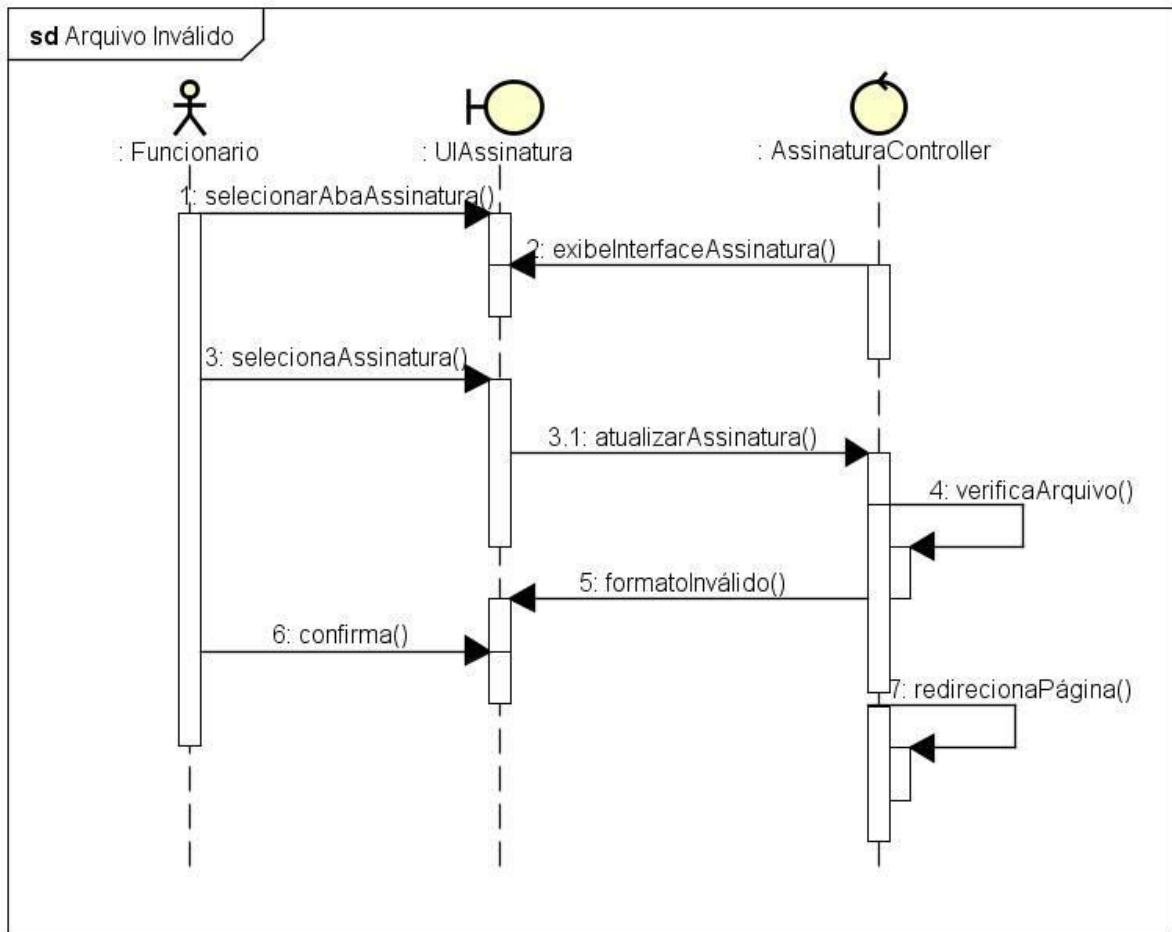 sd Arquivo Inválido
: Funcionario
: UIAssinatura
: AssinaturaController
1: selecionarAbaAssinatura()
2: exibeInterfaceAssinatura()
3: selecionaAssinatura()
3.1: atualizarAssinatura()
4: verificaArquivo()
5: formatoInválido()
6: confirma()
7: redirecionaPágina()